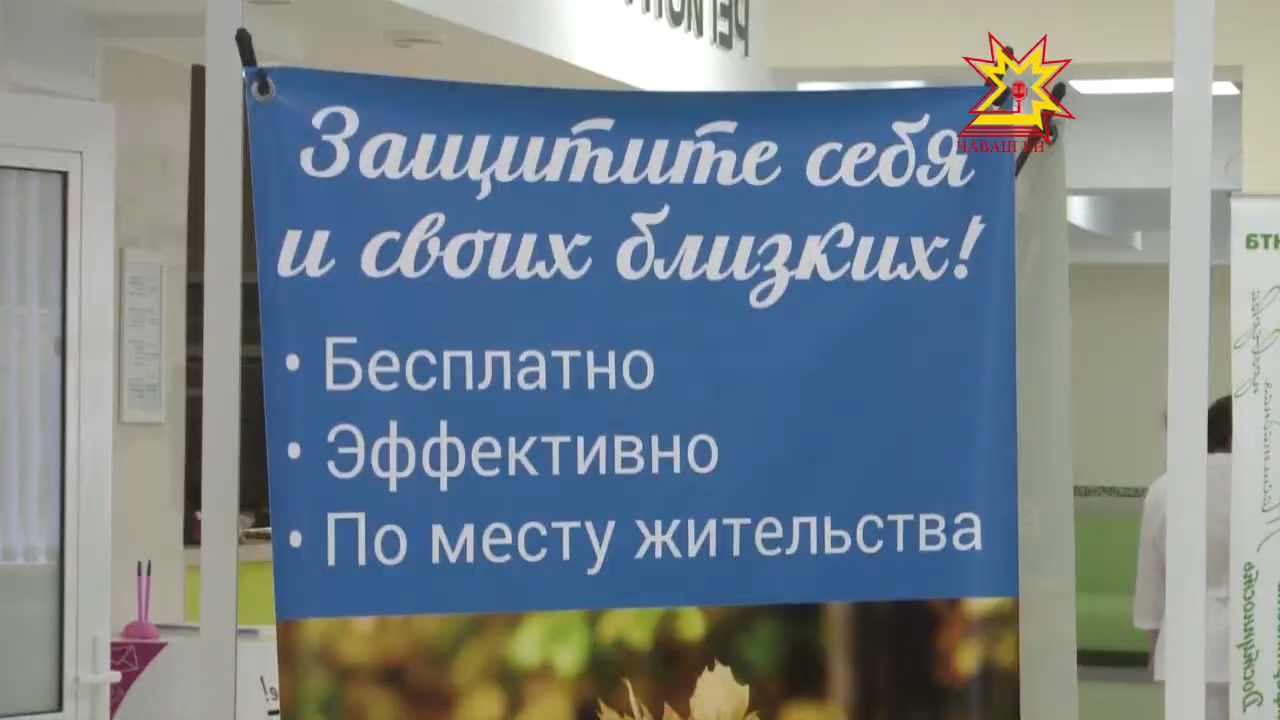 Защитите себя
и своих близких!
• Бесплатно
• Эффективно
• По месту жительства